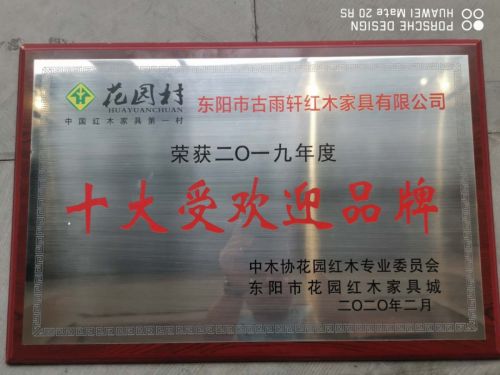 PORSCHE DESIGN
HUAWEI Mate 20 RS
花园村
HUAYUANCHUAN
中国红木家具第一村
东阳市古雨轩红木家具有限公司
荣获二〇一九年度
十大受欢迎品牌
中木协花园红木专业委员会
东阳市花园红木家具城
二〇二〇年二月